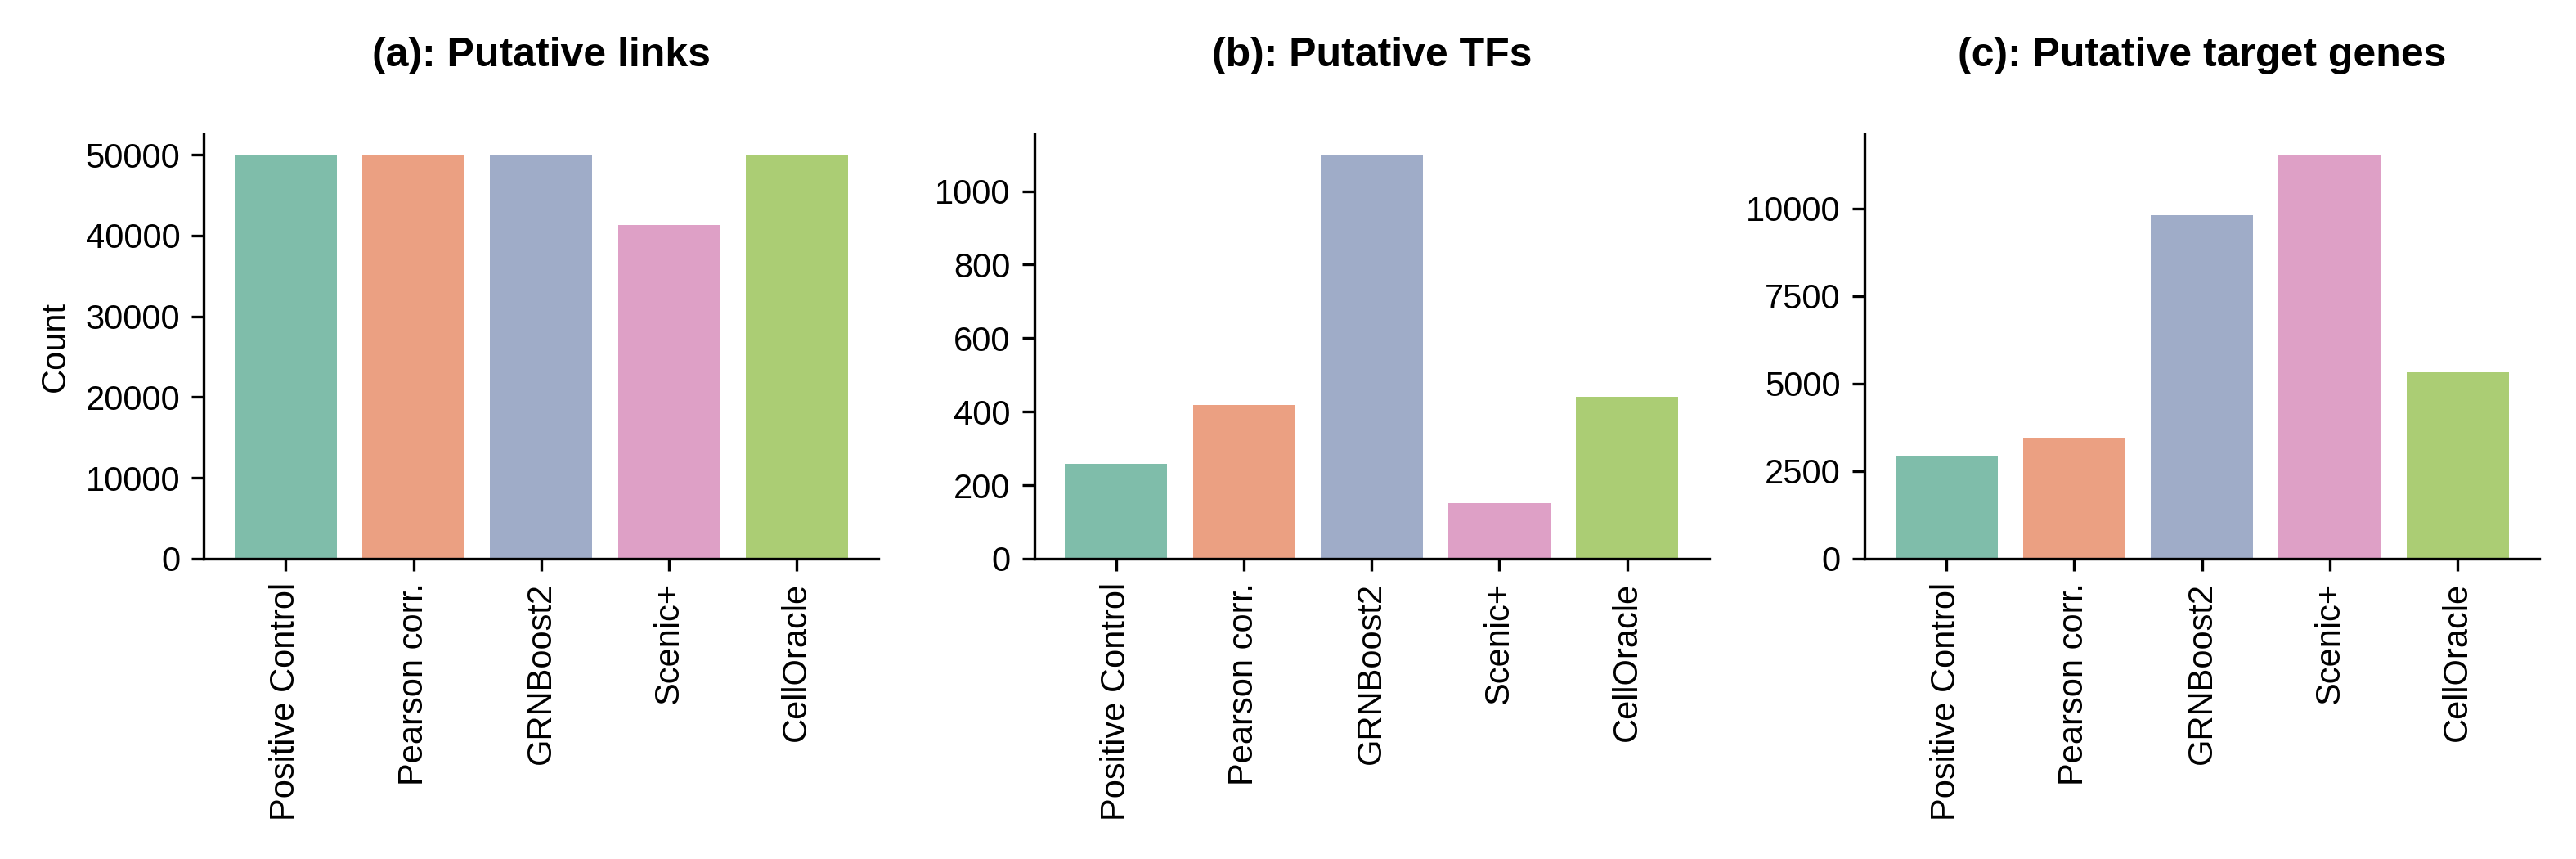 (a): Putative links
(b): Putative TFs
(c): Putative target genes
Count
50000
40000
30000
20000
10000
0
Positive Control
Pearson corr.
GRNBoost2
Scenic+
CellOracle
1000
800
600
400
200
0
Positive Control
Pearson corr.
GRNBoost2
Scenic+
CellOracle
10000
7500
5000
2500
0
Positive Control
Pearson corr.
GRNBoost2
Scenic+
CellOracle